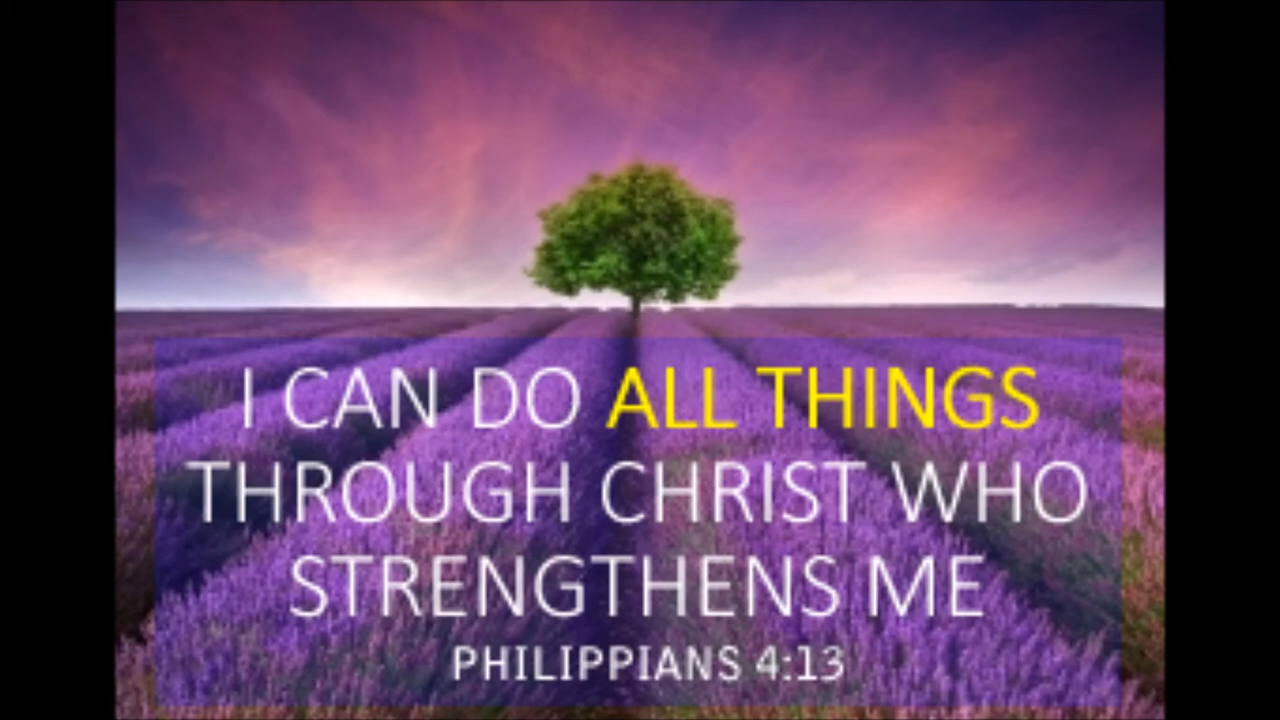 I CAN DO ALL THINGS
THROUGH CHRIST WHO
STRENGTHENS ME
PHILIPPIANS 4:13